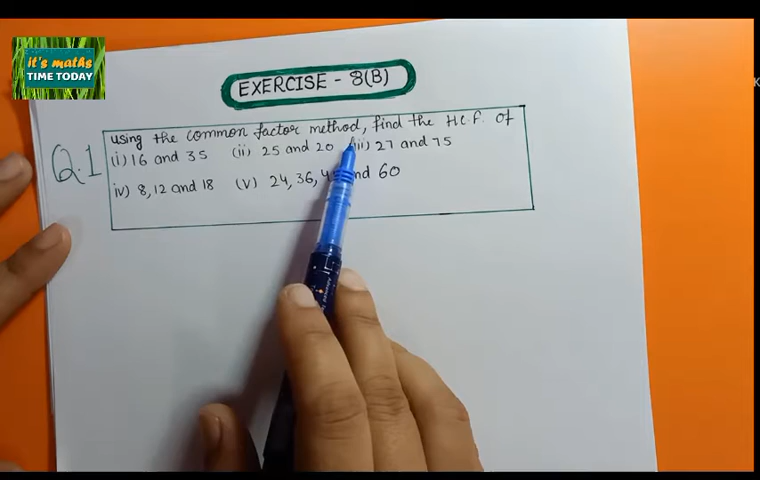 it's maths
TIME TODAY
EXERCISE - 8(B)
Q.1
using the common factor method, find the H.C.F. of
(i) 16 and 35 (ii) 25 and 20 (iii) 27 and 75
iv) 8, 12 and 18 (V) 24, 36, and 60